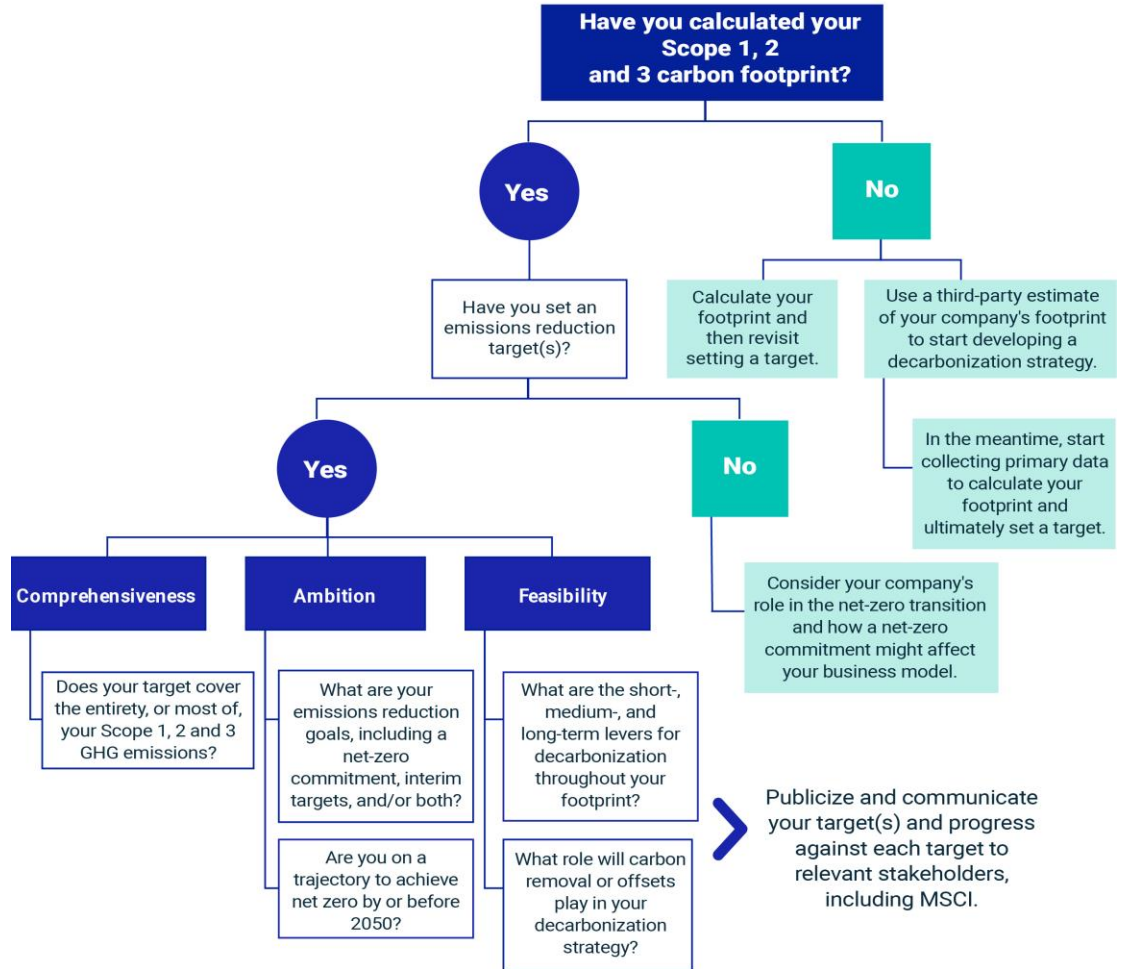 Have you calculated your
Scope 1, 2
and 3 carbon footprint?
Yes
No
Have you set an
emissions reduction
target(s)?
Calculate your
footprint and
then revisit
setting a target.
Use a third-party estimate
of your company's footprint
to start developing a
decarbonization strategy.
In the meantime, start
collecting primary data
to calculate your
footprint and
ultimately set a target.
Yes
No
Consider your company's
role in the net-zero transition
and how a net-zero
commitment might affect
your business model.
Comprehensiveness
Ambition
Feasibility
Does your target cover
the entirety, or most of,
your Scope 1, 2 and 3
GHG emissions?
What are your
emissions reduction
goals, including a
net-zero
commitment, interim
targets, and/or both?
Are you on a
trajectory to achieve
net zero by or before
2050?
What are the short-,
medium-, and
long-term levers for
decarbonization
throughout your
footprint?
What role will carbon
removal or offsets
play in your
decarbonization
strategy?
Publicize and communicate
your target(s) and progress
against each target to
relevant stakeholders,
including MSCI.